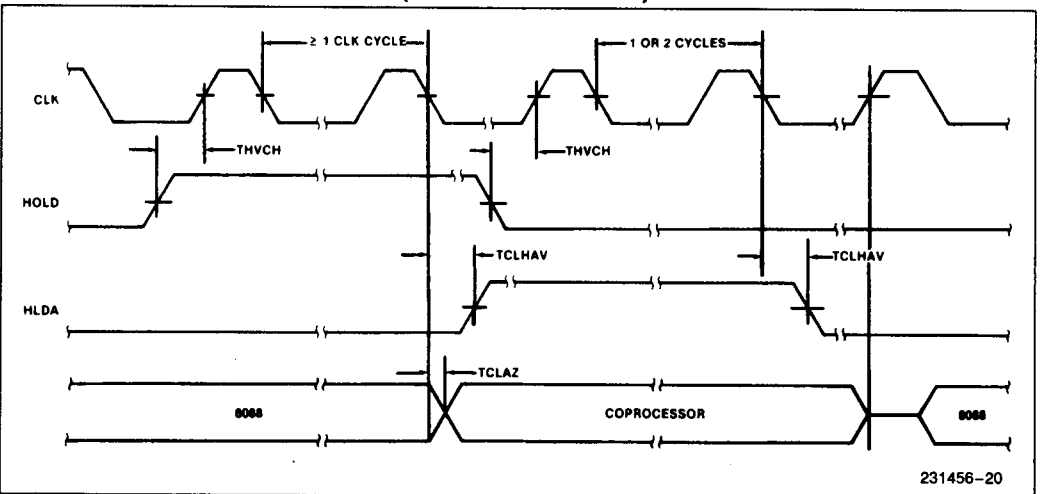 ≥ 1 CLK CYCLE
1 OR 2 CYCLES
CLK
THVCH
THVCH
HOLD
TCLHAV
TCLHAV
HLDA
TCLAZ
8088
COPROCESSOR
8088
231456-20